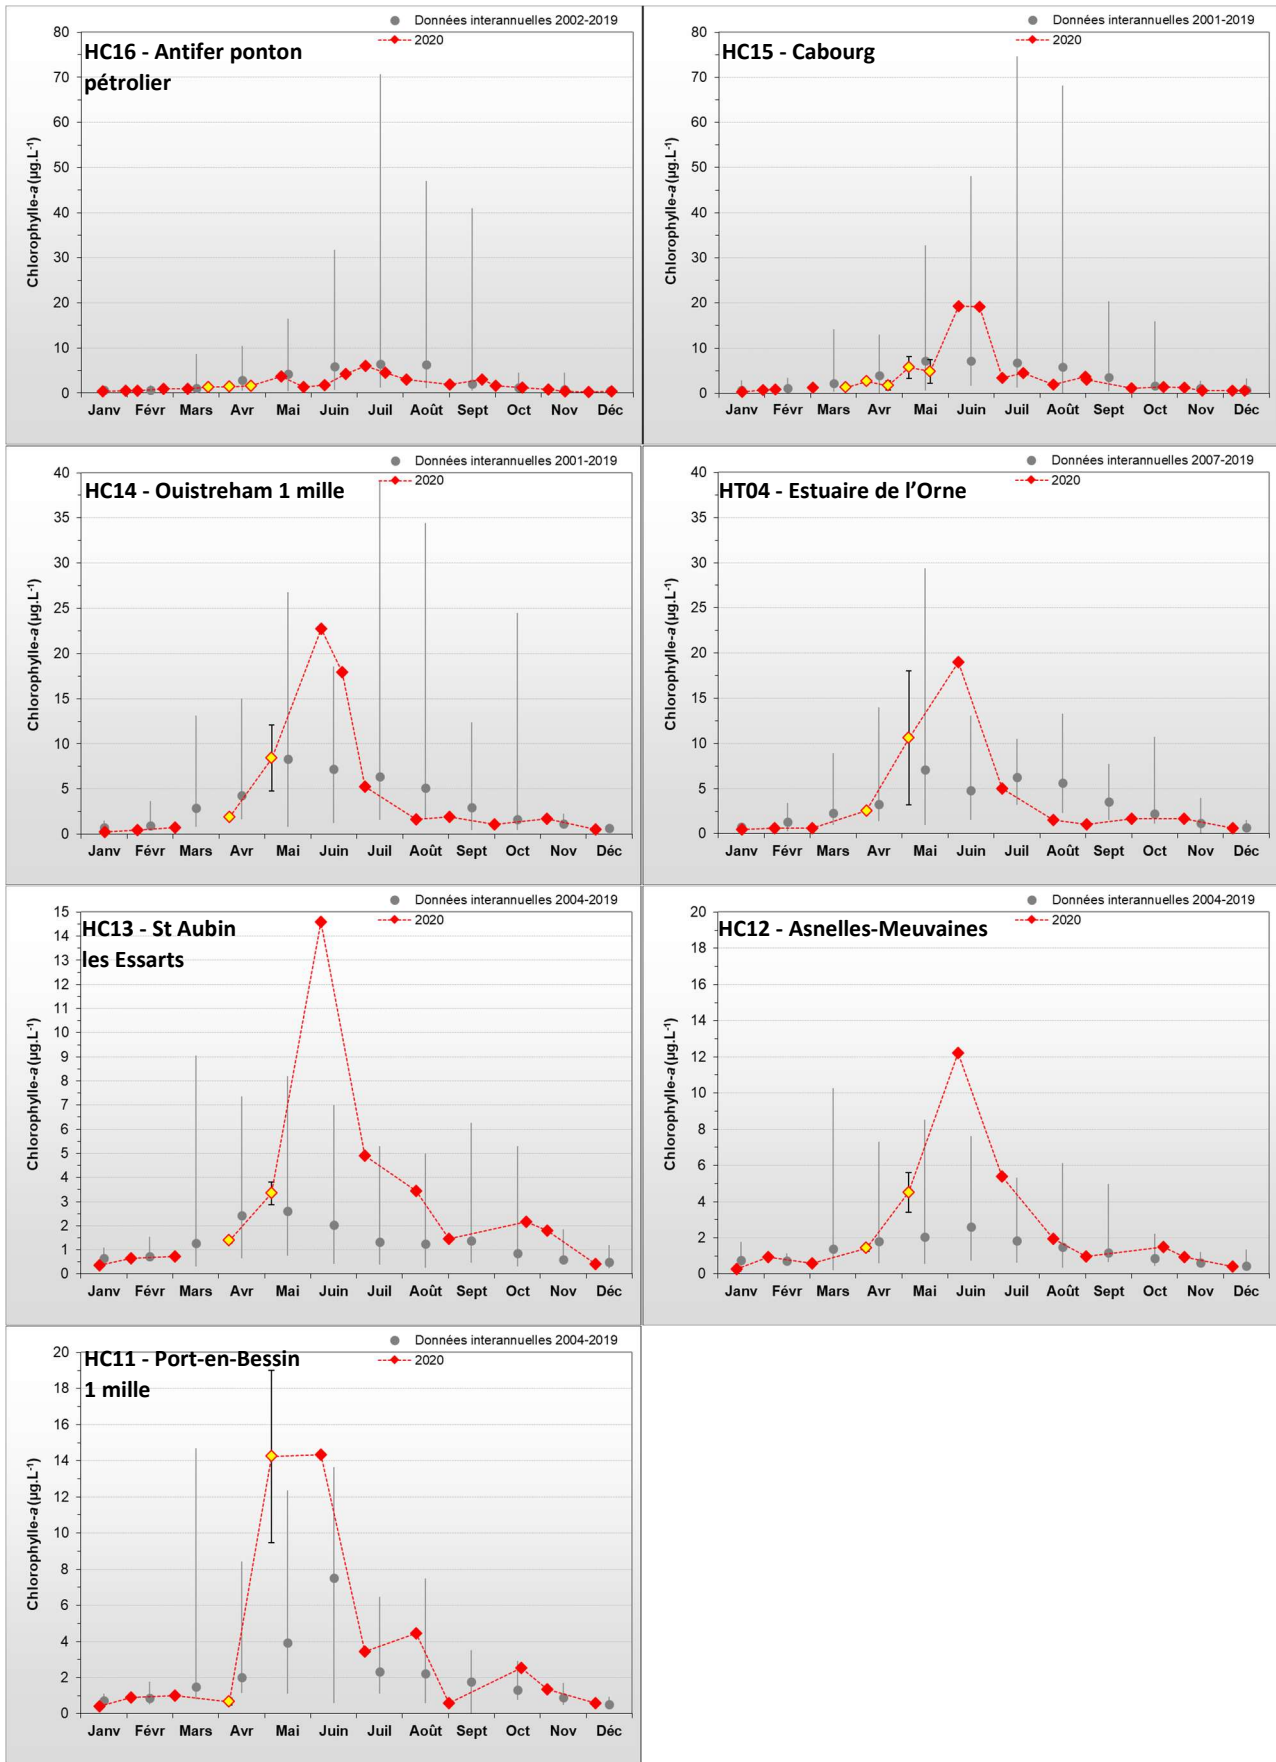 Données interannuelles 2002-2019
2020
HC16 - Antifer ponton
pétrolier
Chlorophylle-a (µg.L-1)
80
70
60
50
40
30
20
10
0
Janv Févr Mars Avr Mai Juin Juil Août Sept Oct Nov Déc
Données interannuelles 2001-2019
2020
HC15 - Cabourg
Chlorophylle-a (µg.L-1)
80
70
60
50
40
30
20
10
0
Janv Févr Mars Avr Mai Juin Juil Août Sept Oct Nov Déc
Données interannuelles 2001-2019
2020
HC14 - Ouistreham 1 mille
Chlorophylle-a (µg.L-1)
40
35
30
25
20
15
10
5
0
Janv Févr Mars Avr Mai Juin Juil Août Sept Oct Nov Déc
Données interannuelles 2007-2019
2020
HT04 - Estuaire de l’Orne
Chlorophylle-a (µg.L-1)
40
35
30
25
20
15
10
5
0
Janv Févr Mars Avr Mai Juin Juil Août Sept Oct Nov Déc
Données interannuelles 2004-2019
2020
HC13 - St Aubin
les Essarts
Chlorophylle-a (µg.L-1)
15
14
13
12
11
10
9
8
7
6
5
4
3
2
1
0
Janv Févr Mars Avr Mai Juin Juil Août Sept Oct Nov Déc
Données interannuelles 2004-2019
2020
HC12 - Asnelles-Meuvaines
Chlorophylle-a (µg.L-1)
20
18
16
14
12
10
8
6
4
2
0
Janv Févr Mars Avr Mai Juin Juil Août Sept Oct Nov Déc
Données interannuelles 2004-2019
2020
HC11 - Port-en-Bessin
1 mille
Chlorophylle-a (µg.L-1)
20
18
16
14
12
10
8
6
4
2
0
Janv Févr Mars Avr Mai Juin Juil Août Sept Oct Nov Déc